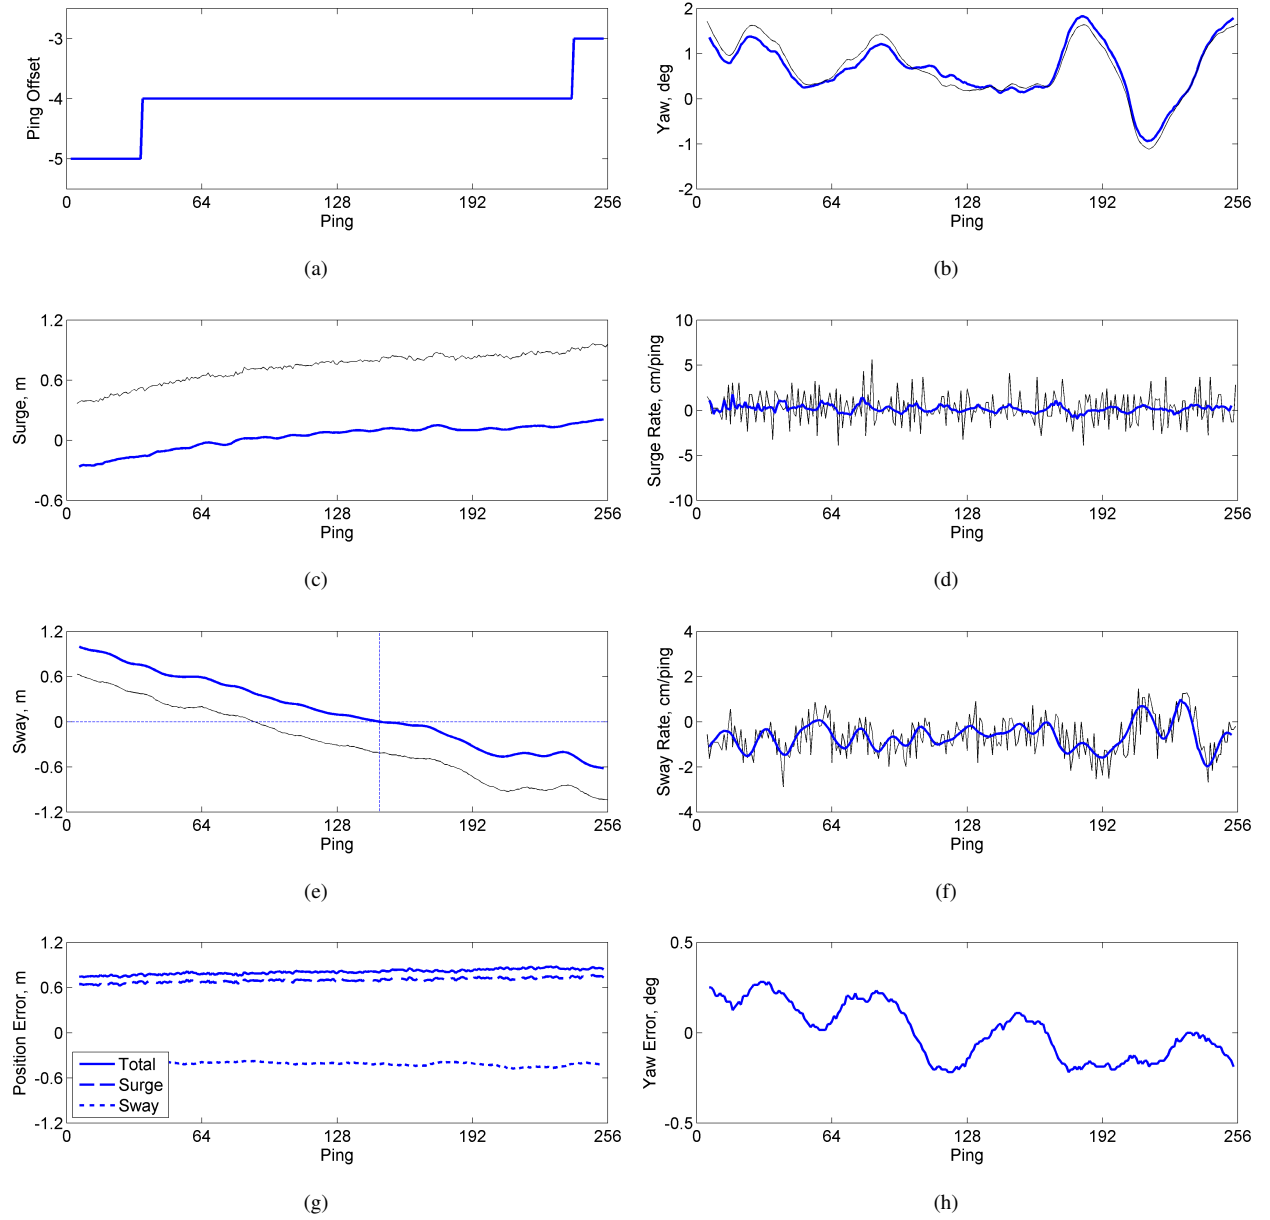 -3
-4
-5
Ping Offset
0 64 128 192 256
Ping
(a)
2
1
0
-1
-2
Yaw, deg
0 64 128 192 256
Ping
(b)
1.2
0.6
0
-0.6
Surge, m
0 64 128 192 256
Ping
(c)
10
5
0
-5
-10
Surge Rate, cm/ping
0 64 128 192 256
Ping
(d)
1.2
0.6
0
-0.6
-1.2
Sway, m
0 64 128 192 256
Ping
(e)
4
2
0
-2
-4
Sway Rate, cm/ping
0 64 128 192 256
Ping
(f)
1.2
0.6
0
-0.6
-1.2
Position Error, m
Total
Surge
Sway
0 64 128 192 256
Ping
(g)
0.5
0
-0.5
Yaw Error, deg
0 64 128 192 256
Ping
(h)